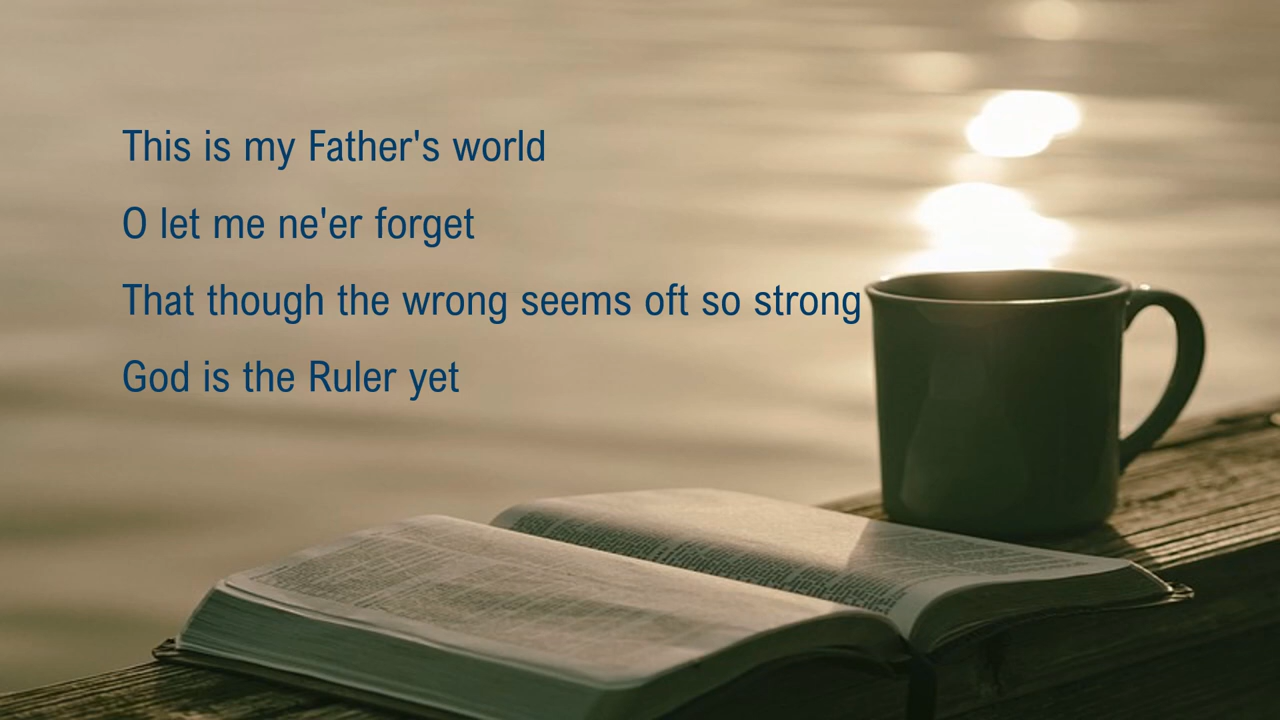 This is my Father's world
O let me ne'er forget
That though the wrong seems oft so strong
God is the Ruler yet